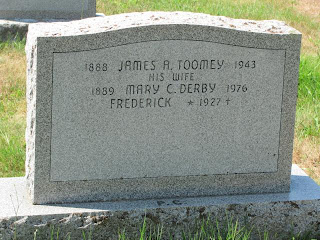 1888 JAMES A. TOOMEY 1943
HIS WIFE
1889 MARY C. DERBY 1976
FREDERICK ★ 1927 †
P.C